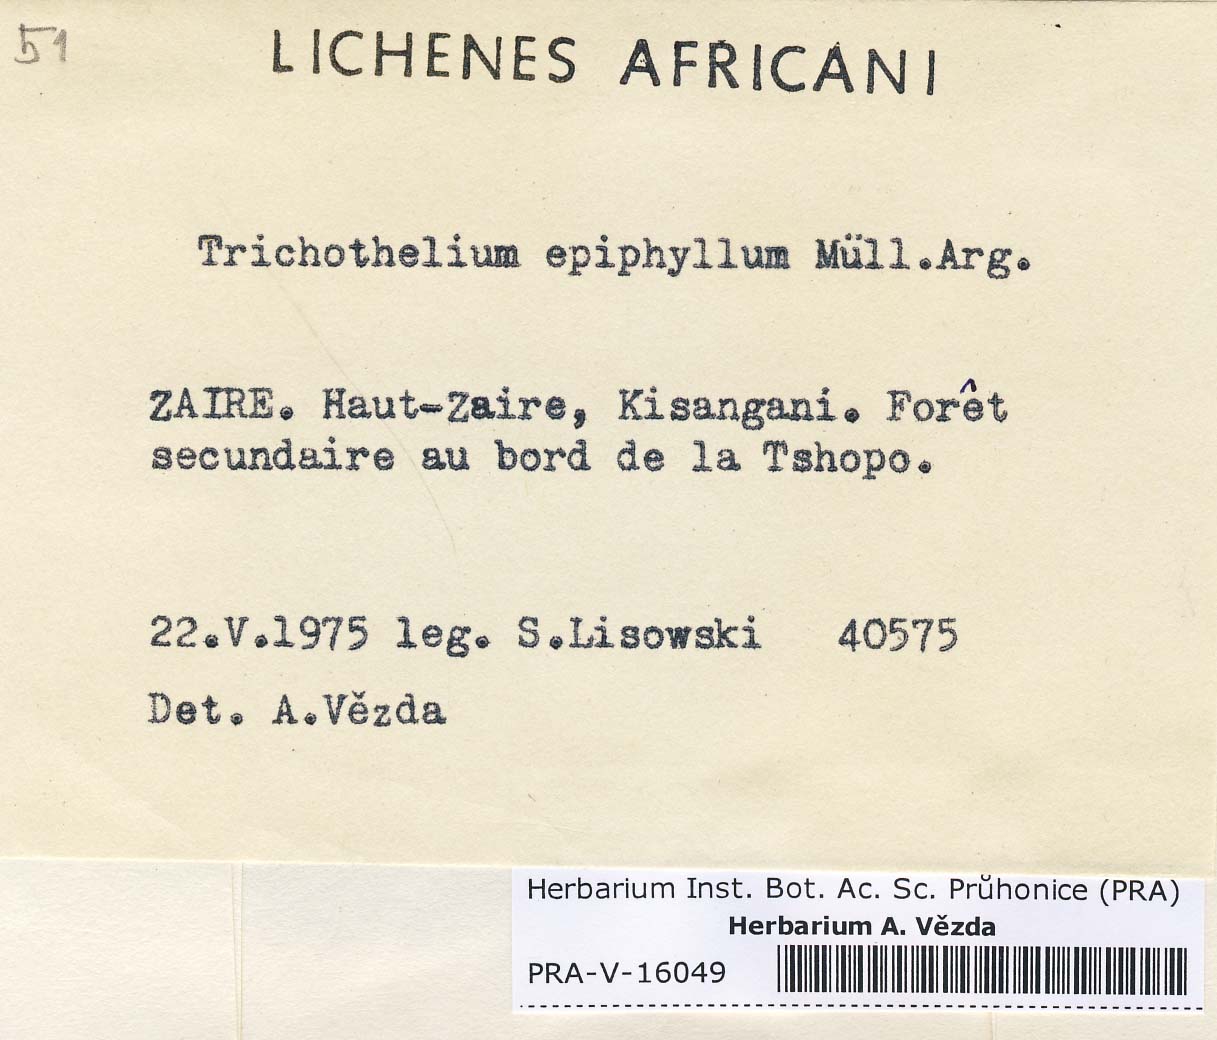 51
LICHENES AFRICANI
Trichothelium epiphyllum Müll.Arg.
ZAIRE. Haut-Zaire, Kisangani. Forêt
secundaire au bord de la Tshopo.
22.V.1975 leg. S.Lisowski 40575
Det. A.Vězda
Herbarium Inst. Bot. Ac. Sc. Průhonice (PRA)
Herbarium A. Vězda
PRA-V-16049